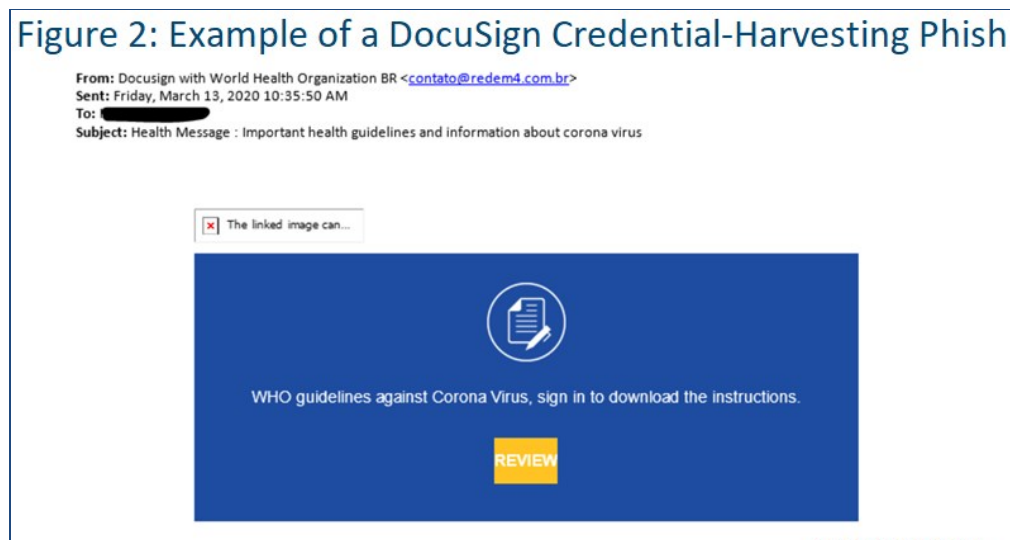 Figure 2: Example of a DocuSign Credential-Harvesting Phish
From: Docusign with World Health Organization BR <contato@redem4.com.br>
Sent: Friday, March 13, 2020 10:35:50 AM
To:
Subject: Health Message : Important health guidelines and information about corona virus
The linked image can...
WHO guidelines against Corona Virus, sign in to download the instructions.
REVIEW